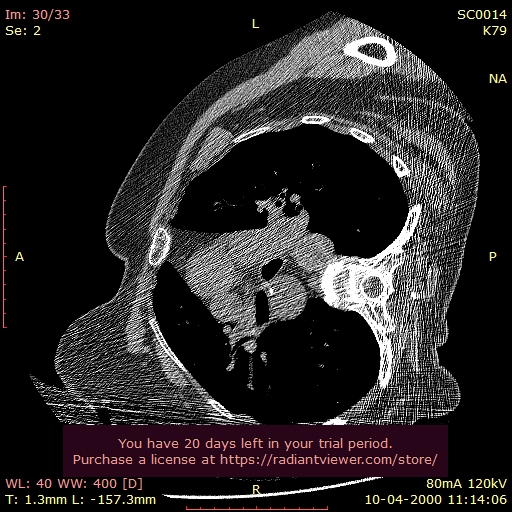 Im: 30/33
Se: 2
L
SC0014
K79
NA
A
P
You have 20 days left in your trial period.
Purchase a license at https://radiantviewer.com/store/
WL: 40 WW: 400 [D]
T: 1.3mm L: -157.3mm
R
80mA 120kV
10-04-2000 11:14:06